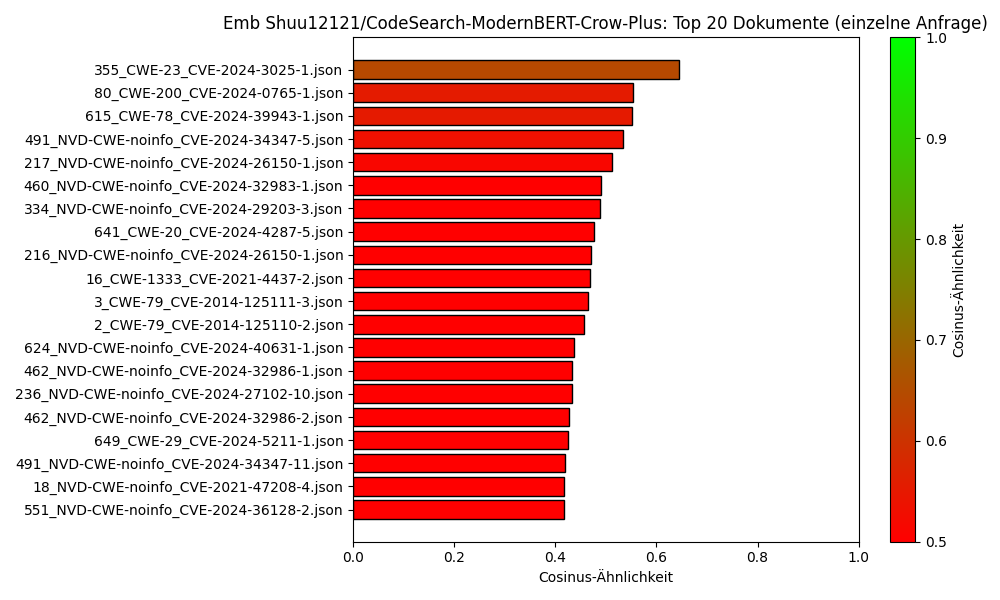 Emb Shuu12121/CodeSearch-ModernBERT-Crow-Plus: Top 20 Dokumente (einzelne Anfrage)
355_CWE-23_CVE-2024-3025-1.json
80_CWE-200_CVE-2024-0765-1.json
615_CWE-78_CVE-2024-39943-1.json
491_NVD-CWE-noinfo_CVE-2024-34347-5.json
217_NVD-CWE-noinfo_CVE-2024-26150-1.json
460_NVD-CWE-noinfo_CVE-2024-32983-1.json
334_NVD-CWE-noinfo_CVE-2024-29203-3.json
641_CWE-20_CVE-2024-4287-5.json
216_NVD-CWE-noinfo_CVE-2024-26150-1.json
16_CWE-1333_CVE-2021-4437-2.json
3_CWE-79_CVE-2014-125111-3.json
2_CWE-79_CVE-2014-125110-2.json
624_NVD-CWE-noinfo_CVE-2024-40631-1.json
462_NVD-CWE-noinfo_CVE-2024-32986-1.json
236_NVD-CWE-noinfo_CVE-2024-27102-10.json
462_NVD-CWE-noinfo_CVE-2024-32986-2.json
649_CWE-29_CVE-2024-5211-1.json
491_NVD-CWE-noinfo_CVE-2024-34347-11.json
18_NVD-CWE-noinfo_CVE-2021-47208-4.json
551_NVD-CWE-noinfo_CVE-2024-36128-2.json
0.0 0.2 0.4 0.6 0.8 1.0
Cosinus-Ähnlichkeit
1.0
0.9
0.8
0.7
0.6
0.5
Cosinus-Ähnlichkeit